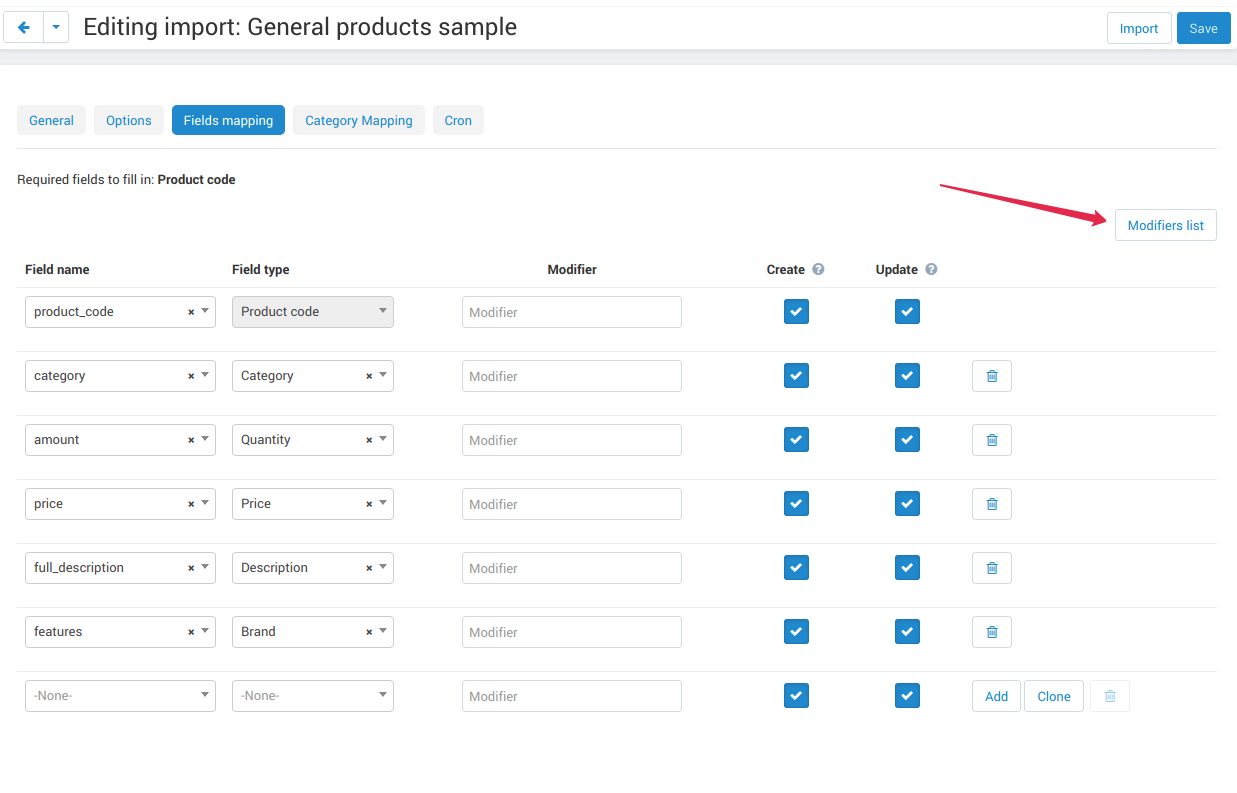 Editing import: General products sample
Import
Save
General
Options
Fields mapping
Category Mapping
Cron
Required fields to fill in: Product code
Modifiers list
Field name Field type Modifier Create ? Update ?
product_code × Product code Modifier
category × Category × Modifier
amount × Quantity × Modifier
price × Price × Modifier
full_description × Description × Modifier
features × Brand × Modifier
-None- -None- Modifier Add Clone